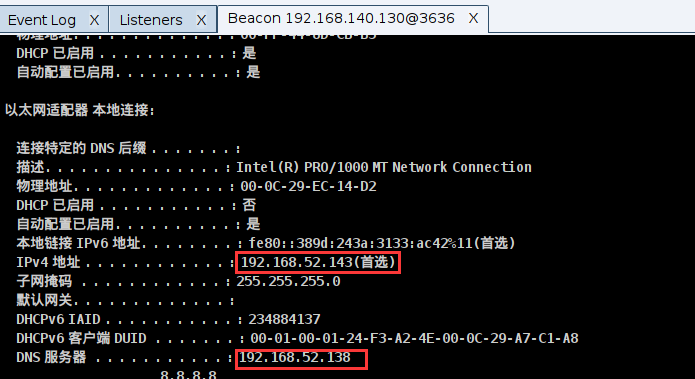 Event Log X Listeners X Beacon 192.168.140.130@3636 X
DHCP 已启用 . . . . . . . . . . . : 是
自动配置已启用. . . . . . . . . . : 是
以太网适配器 本地连接:
连接特定的 DNS 后缀 . . . . . . . :
描述. . . . . . . . . . . . . . . : Intel(R) PRO/1000 MT Network Connection
物理地址. . . . . . . . . . . . . : 00-0C-29-EC-14-D2
DHCP 已启用 . . . . . . . . . . . : 否
自动配置已启用. . . . . . . . . . : 是
本地链接 IPv6 地址. . . . . . . . : fe80::389d:243a:3133:ac42%11(首选)
IPv4 地址 . . . . . . . . . . . . : 192.168.52.143(首选)
子网掩码 . . . . . . . . . . . . : 255.255.255.0
默认网关. . . . . . . . . . . . . :
DHCPv6 IAID . . . . . . . . . . . : 234884137
DHCPv6 客户端 DUID . . . . . . . : 00-01-00-01-24-F3-A2-4E-00-0C-29-A7-C1-A8
DNS 服务器 . . . . . . . . . . . : 192.168.52.138
8.8.8.8